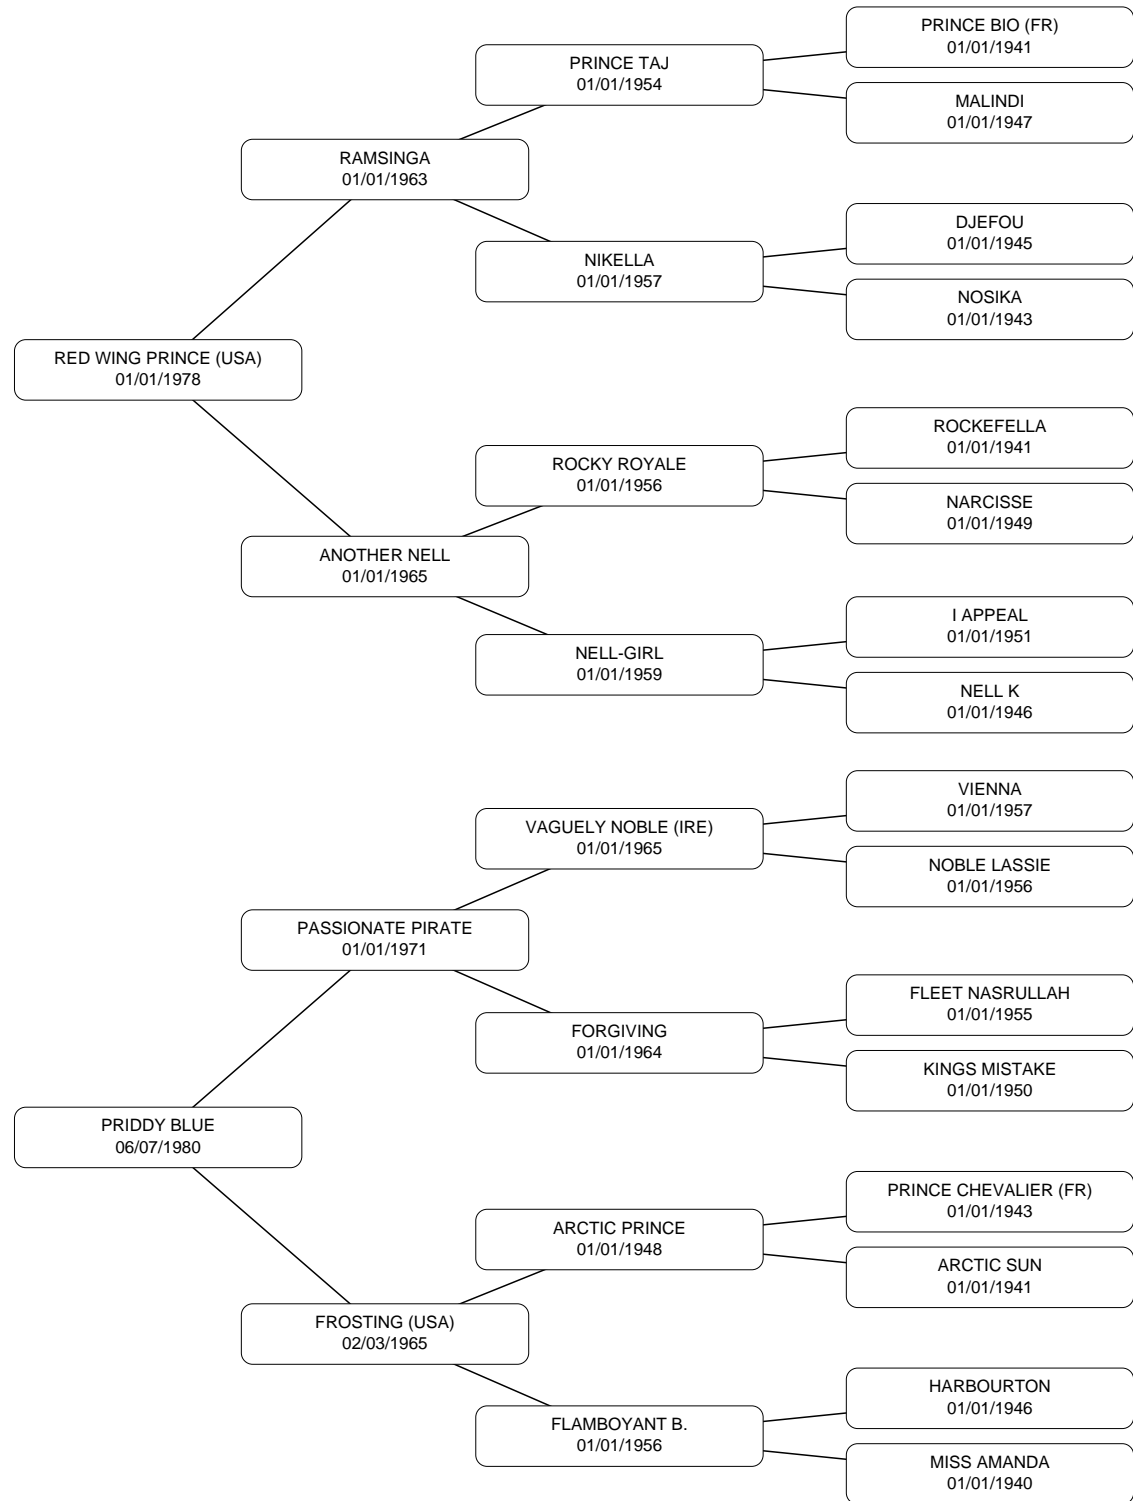 PRINCE BIO (FR)
01/01/1941
PRINCE TAJ
01/01/1954
MALINDI
01/01/1947
RAMSINGA
01/01/1963
DJEFOU
01/01/1945
NIKELLA
01/01/1957
NOSIKA
01/01/1943
RED WING PRINCE (USA)
01/01/1978
ROCKEFELLA
01/01/1941
ROCKY ROYALE
01/01/1956
NARCISSE
01/01/1949
ANOTHER NELL
01/01/1965
I APPEAL
01/01/1951
NELL-GIRL
01/01/1959
NELL K
01/01/1946
VIENNA
01/01/1957
VAGUELY NOBLE (IRE)
01/01/1965
NOBLE LASSIE
01/01/1956
PASSIONATE PIRATE
01/01/1971
FLEET NASRULLAH
01/01/1955
FORGIVING
01/01/1964
KINGS MISTAKE
01/01/1950
PRIDDY BLUE
06/07/1980
PRINCE CHEVALIER (FR)
01/01/1943
ARCTIC PRINCE
01/01/1948
ARCTIC SUN
01/01/1941
FROSTING (USA)
02/03/1965
HARBOURTON
01/01/1946
FLAMBOYANT B.
01/01/1956
MISS AMANDA
01/01/1940